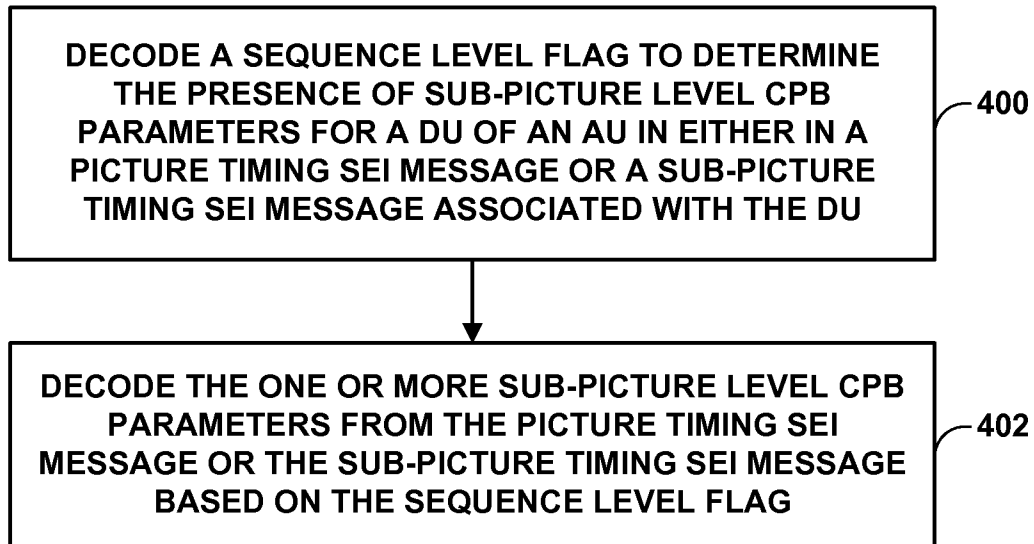 DECODE A SEQUENCE LEVEL FLAG TO DETERMINE
THE PRESENCE OF SUB-PICTURE LEVEL CPB
PARAMETERS FOR A DU OF AN AU IN EITHER IN A
PICTURE TIMING SEI MESSAGE OR A SUB-PICTURE
TIMING SEI MESSAGE ASSOCIATED WITH THE DU
400
DECODE THE ONE OR MORE SUB-PICTURE LEVEL CPB
PARAMETERS FROM THE PICTURE TIMING SEI
MESSAGE OR THE SUB-PICTURE TIMING SEI MESSAGE
BASED ON THE SEQUENCE LEVEL FLAG
402